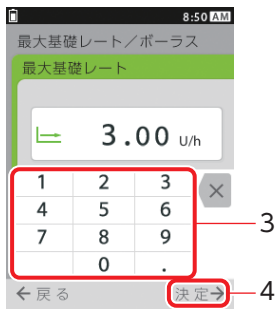 8:50 AM
最大基礎レート／ボーラス
最大基礎レート
3.00 U/h
1 2 3
4 5 6
7 8 9
0 .
3
←戻る 決定→
4